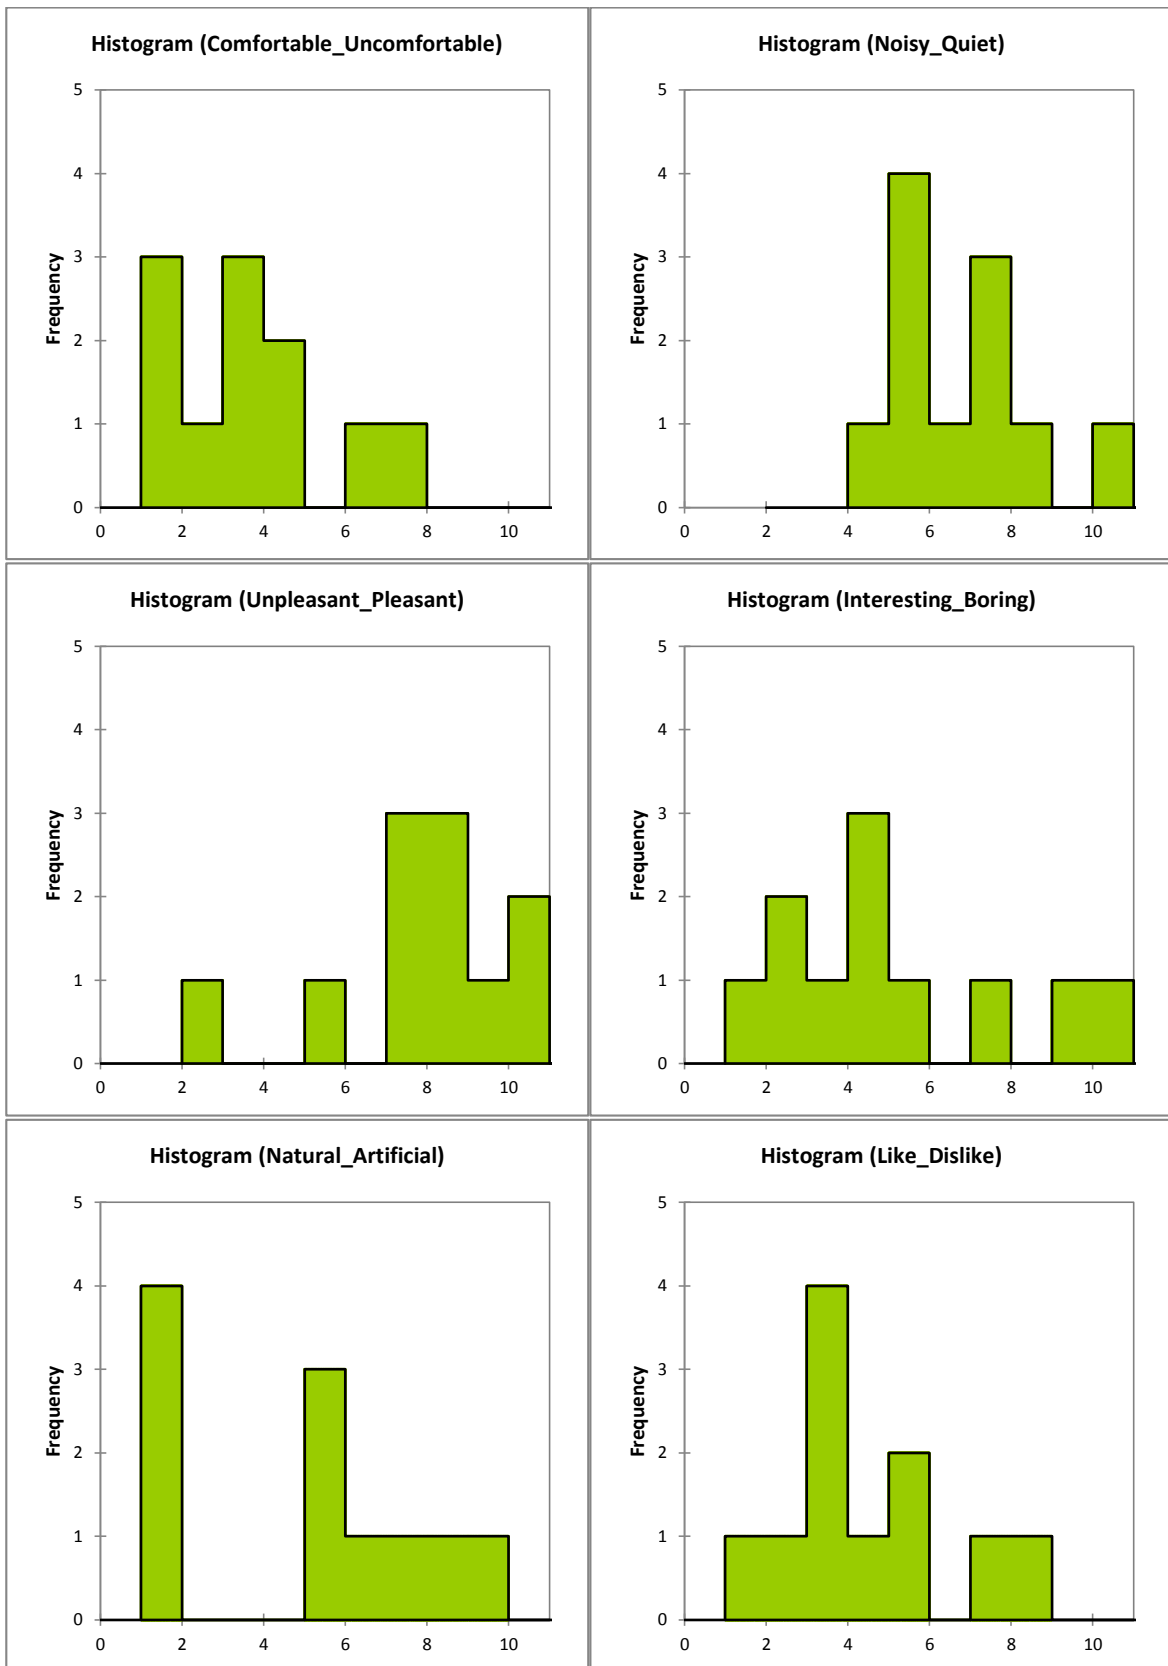 Histogram (Comfortable_Uncomfortable)
5
4
3
2
1
0
Frequency
0 2 4 6 8 10
Histogram (Noisy_Quiet)
5
4
3
2
1
0
Frequency
0 2 4 6 8 10
Histogram (Unpleasant_Pleasant)
5
4
3
2
1
0
Frequency
0 2 4 6 8 10
Histogram (Interesting_Boring)
5
4
3
2
1
0
Frequency
0 2 4 6 8 10
Histogram (Natural_Artificial)
5
4
3
2
1
0
Frequency
0 2 4 6 8 10
Histogram (Like_Dislike)
5
4
3
2
1
0
Frequency
0 2 4 6 8 10